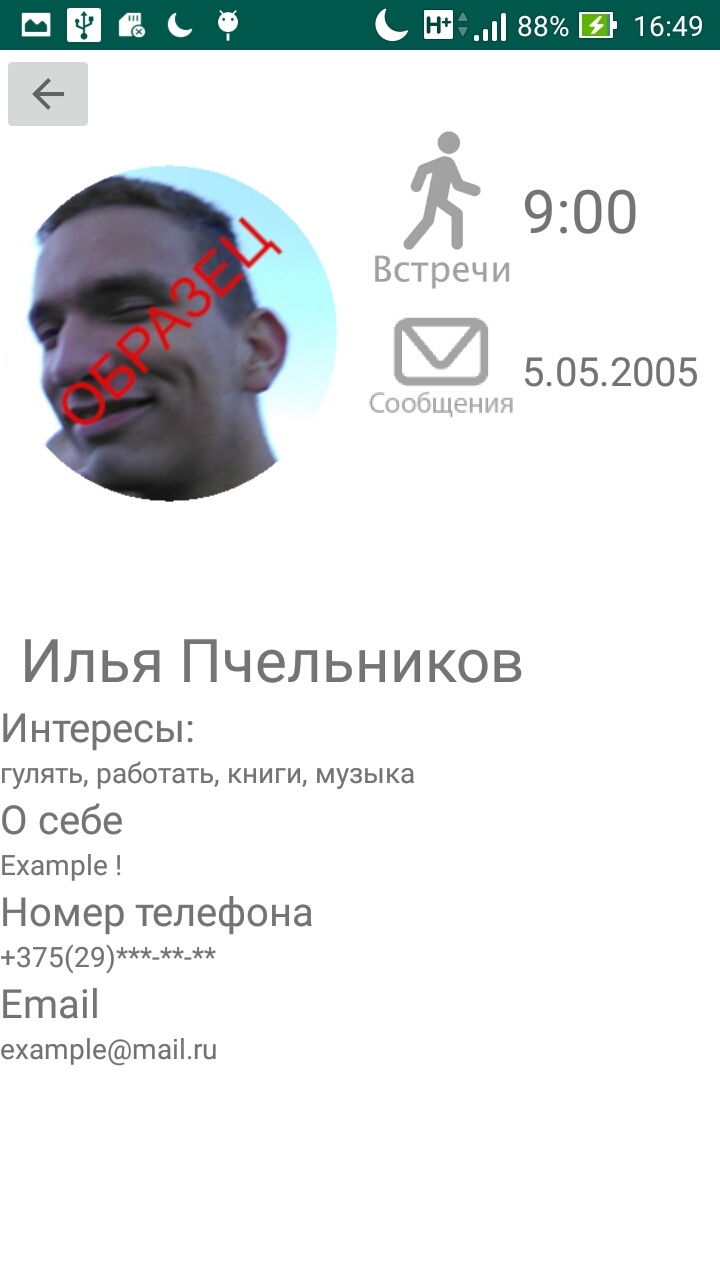 H+ 88% 16:49
ОБРАЗЕЦ
9:00
Встречи
5.05.2005
Сообщения
Илья Пчельников
Интересы:
гулять, работать, книги, музыка
О себе
Example !
Номер телефона
+375(29)***-**-**
Email
example@mail.ru